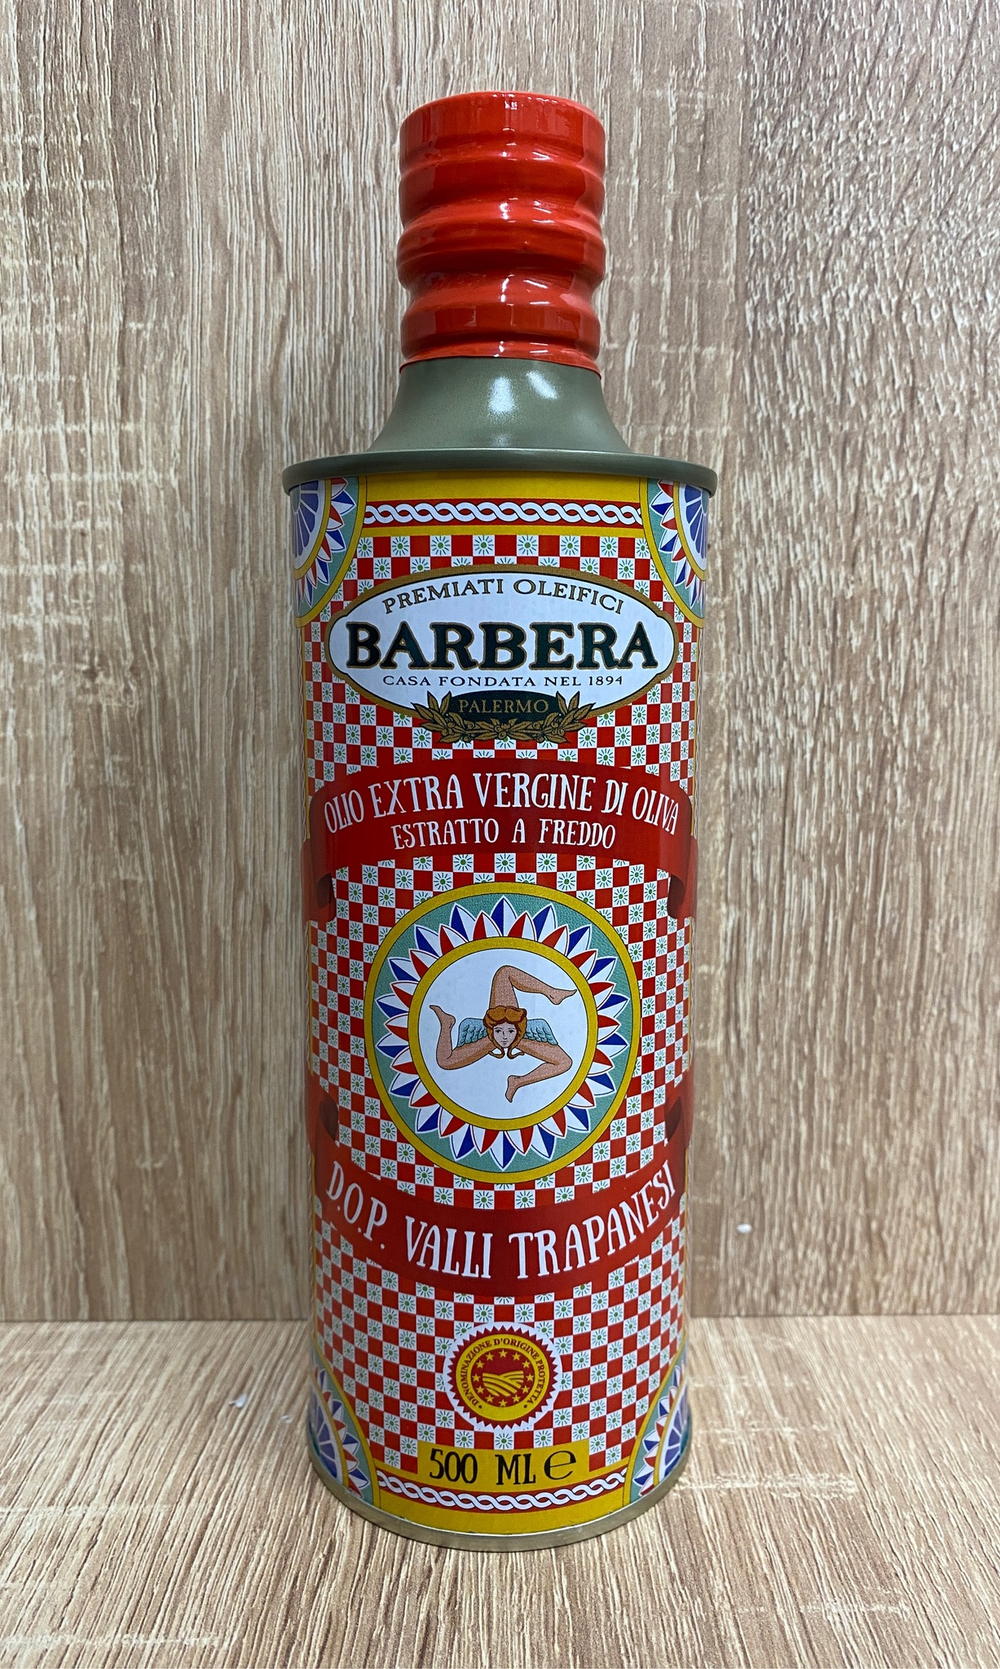 PREMIATI OLEIFICI
BARBERA
CASA FONDATA NEL 1894
PALERMO
OLIO EXTRA VERGINE DI OLIVA
ESTRATTO A FREDDO
D.O.P. VALLI TRAPANESI
DENOMINAZIONE D'ORIGINE PROTETTA
500 ML ℮